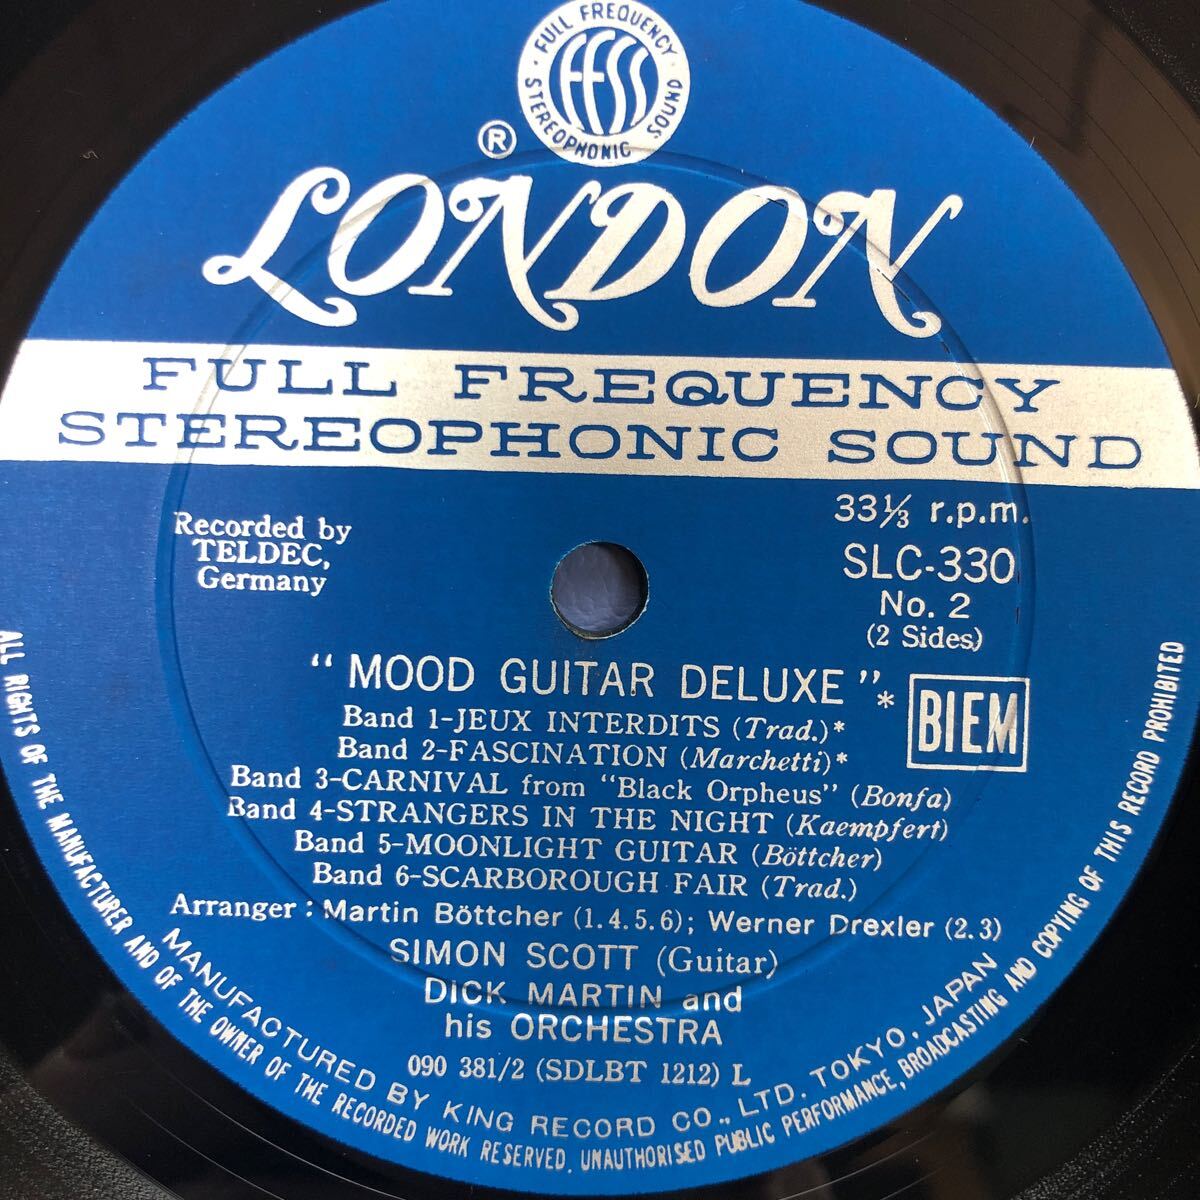 FULL FREQUENCY
STEREOPHONIC SOUND
FFSS
®
LONDON
FULL FREQUENCY
STEREOPHONIC SOUND
Recorded by
TELDEC,
Germany
33⅓ r.p.m.
SLC-330
No. 2
(2 Sides)
"MOOD GUITAR DELUXE"*
BIEM
Band 1-JEUX INTERDITS (Trad.)*
Band 2-FASCINATION (Marchetti)*
Band 3-CARNIVAL from "Black Orpheus" (Bonfa)
Band 4-STRANGERS IN THE NIGHT (Kaempfert)
Band 5-MOONLIGHT GUITAR (Böttcher)
Band 6-SCARBOROUGH FAIR (Trad.)
Arranger : Martin Böttcher (1.4.5.6); Werner Drexler (2.3)
SIMON SCOTT (Guitar)
DICK MARTIN and
his ORCHESTRA
090 381/2 (SDLBT 1212) L
MANUFACTURED BY KING RECORD CO., LTD. TOKYO, JAPAN
ALL RIGHTS OF THE MANUFACTURER AND OF THE OWNER OF THE RECORDED WORK RESERVED. UNAUTHORISED PUBLIC PERFORMANCE, BROADCASTING AND COPYING OF THIS RECORD PROHIBITED